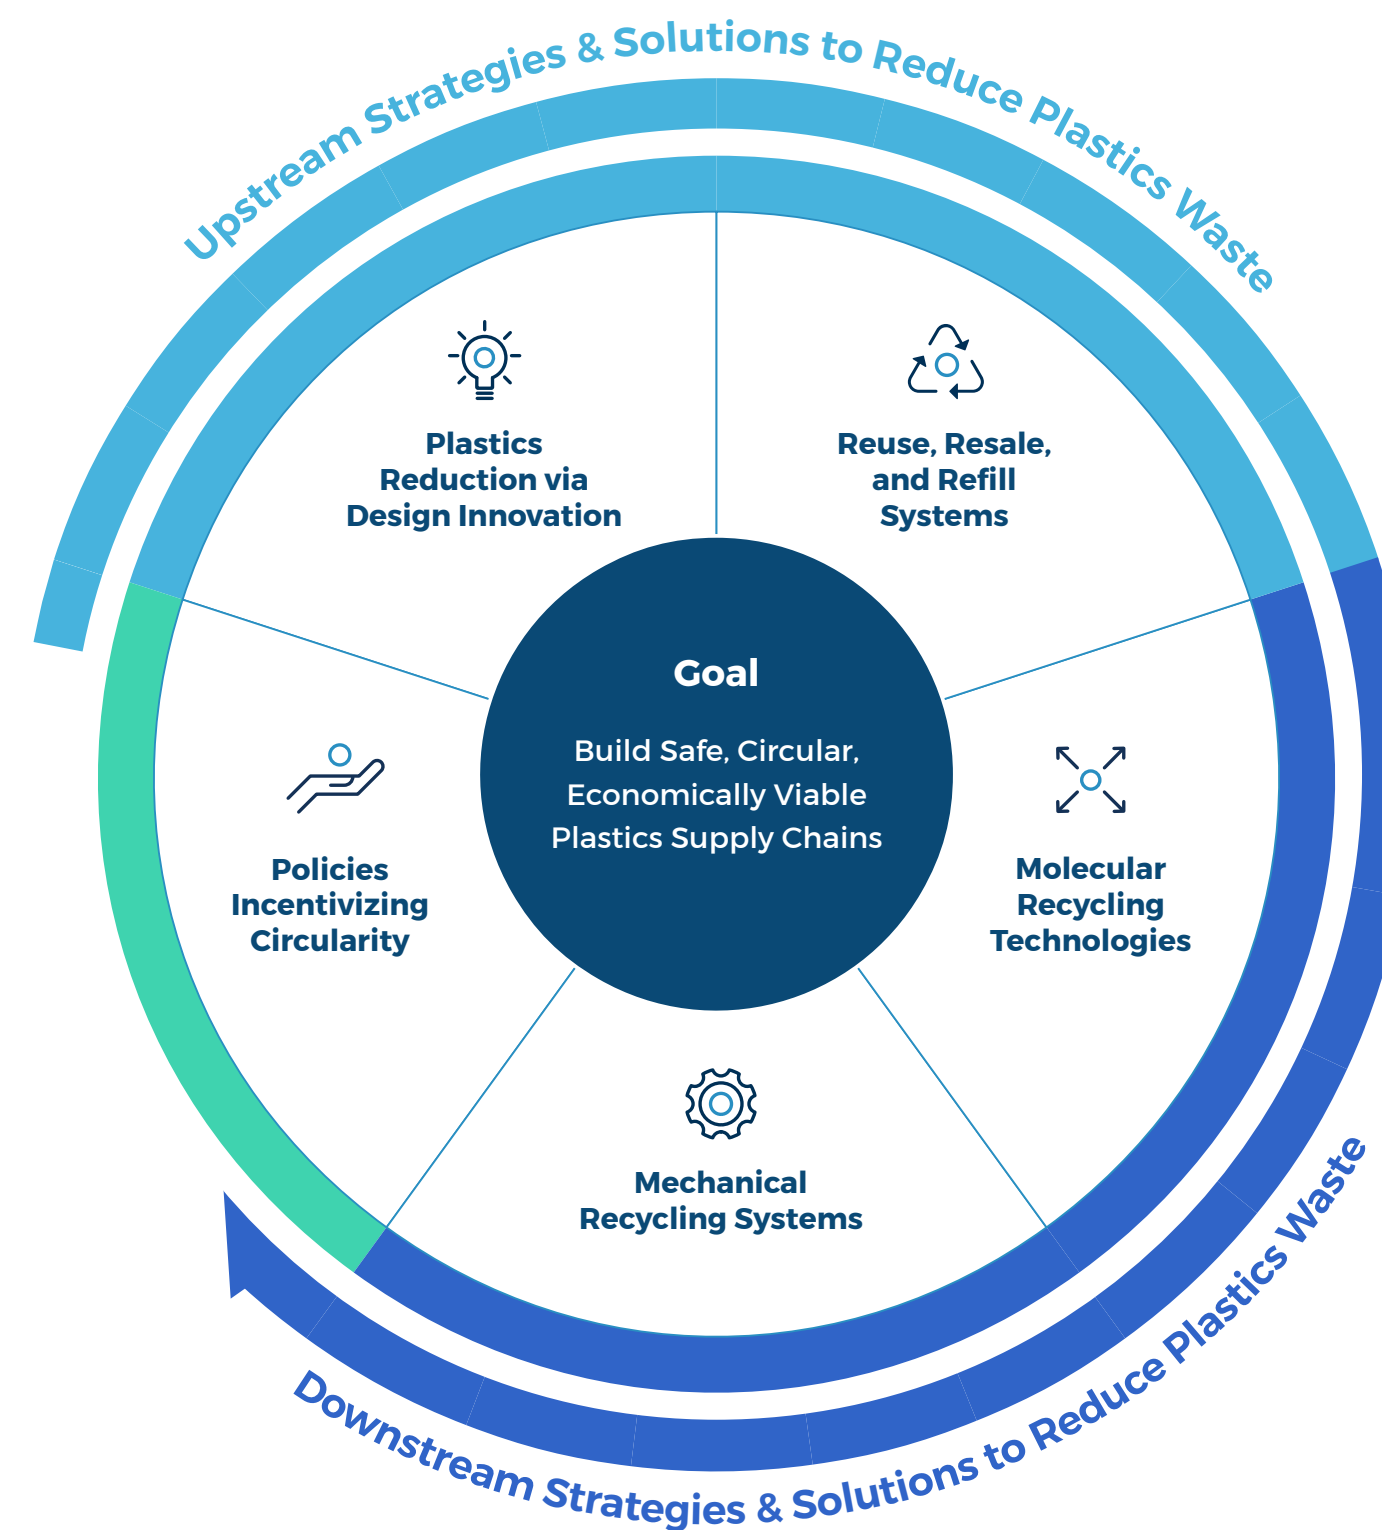 Upstream Strategies & Solutions to Reduce Plastics Waste
Plastics
Reduction via
Design Innovation
Reuse, Resale,
and Refill
Systems
Goal
Build Safe, Circular,
Economically Viable
Plastics Supply Chains
Policies
Incentivizing
Circularity
Molecular
Recycling
Technologies
Mechanical
Recycling Systems
Downstream Strategies & Solutions to Reduce Plastics Waste